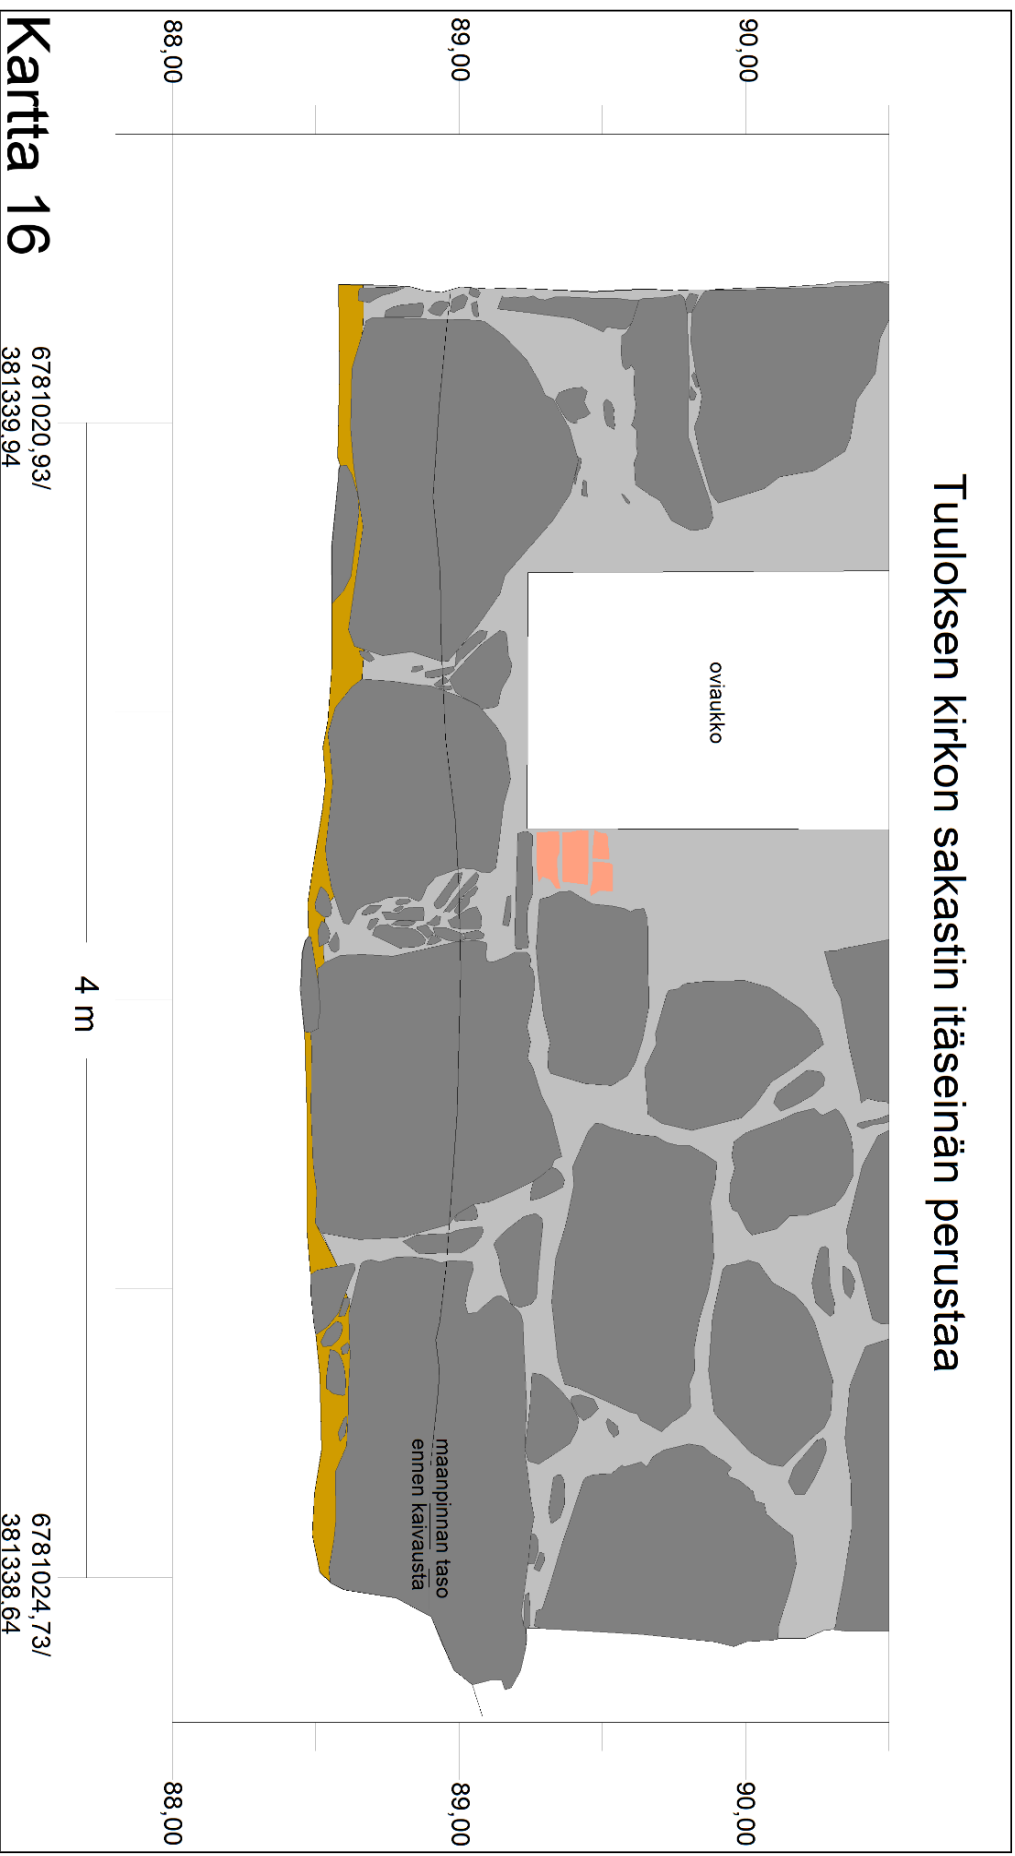 Tuuloksen kirkon sakastin itäseinän perustaa
90,00
90,00
oviaukko
89,00
89,00
maanpinnan taso
ennen kaivausta
88,00
88,00
4 m
6781020,93/
381339,94
6781024,73/
381338,64
Kartta 16